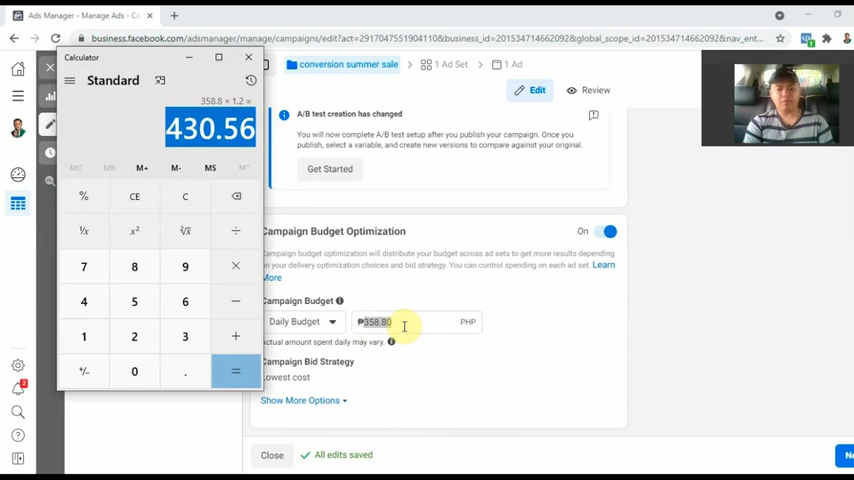 Ads Manager - Manage Ads - Ca
business.facebook.com/adsmanager/manage/campaigns/edit?act=2917047551904110&business_id=201534714662092&global_scope_id=201534714662092&nav_ent...
Calculator
Standard
358.8 × 1.2 =
430.56
MC MR M+ M- MS M˅
% CE C
¹/x x² ²√x ÷
7 8 9 ×
4 5 6 −
1 2 3 +
+/− 0 . =
2
conversion summer sale
1 Ad Set
1 Ad
Edit
Review
A/B test creation has changed
You will now complete A/B test setup after you publish your campaign. Once you
publish, select a variable, and create new versions to compare against your original.
Get Started
Campaign Budget Optimization
On
Campaign budget optimization will distribute your budget across ad sets to get more results depending
on your delivery optimization choices and bid strategy. You can control spending on each ad set. Learn
More
Campaign Budget
Daily Budget
₱358.80
PHP
Actual amount spent daily may vary.
Campaign Bid Strategy
Lowest cost
Show More Options
Close
All edits saved
Ne